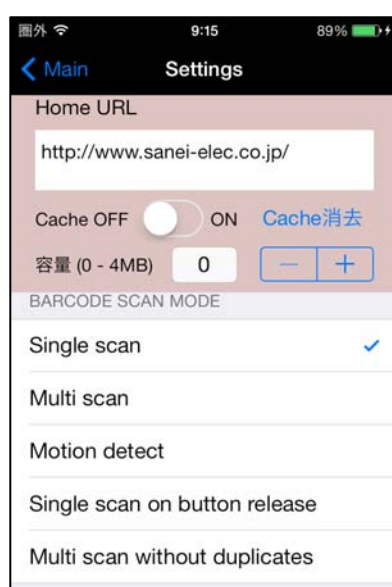 圏外 9:15 89%
Main Settings
Home URL
http://www.sanei-elec.co.jp/
Cache OFF ON Cache消去
容量 (0 - 4MB) 0 — +
BARCODE SCAN MODE
Single scan
Multi scan
Motion detect
Single scan on button release
Multi scan without duplicates